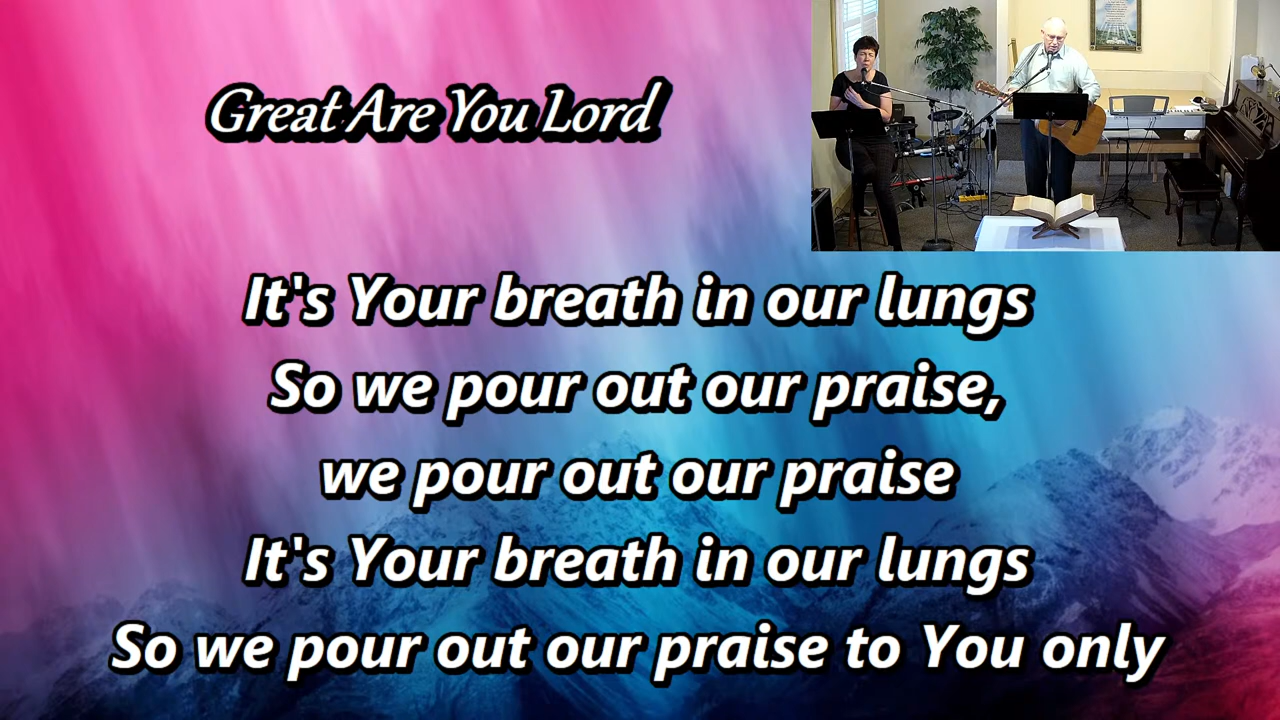 Great Are You Lord
It's Your breath in our lungs
So we pour out our praise,
we pour out our praise
It's Your breath in our lungs
So we pour out our praise to You only